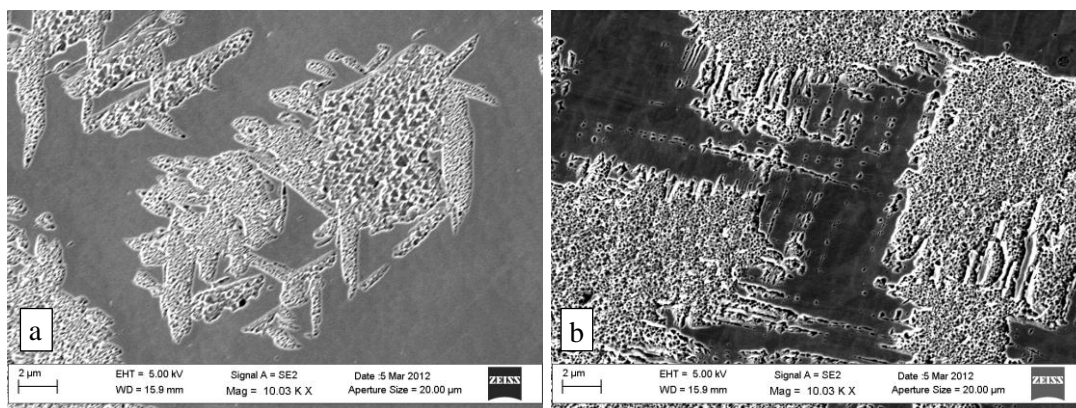 a
2 µm
EHT = 5.00 kV
Signal A = SE2
Date :5 Mar 2012
WD = 15.9 mm
Mag = 10.03 K X
Aperture Size = 20.00 µm
ZEISS
b
2 µm
EHT = 5.00 kV
Signal A = SE2
Date :5 Mar 2012
WD = 15.9 mm
Mag = 10.03 K X
Aperture Size = 20.00 µm
ZEISS